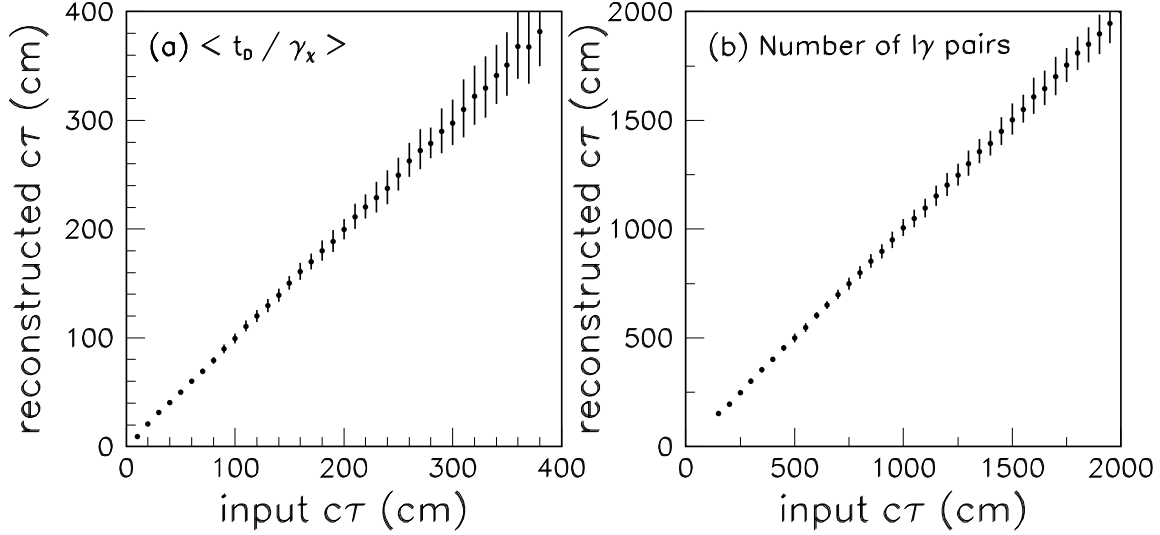 reconstructed cτ (cm)
400
300
200
100
0
(a) < t_D / γ_χ >
0 100 200 300 400
input cτ (cm)
reconstructed cτ (cm)
2000
1500
1000
500
0
(b) Number of lγ pairs
0 500 1000 1500 2000
input cτ (cm)